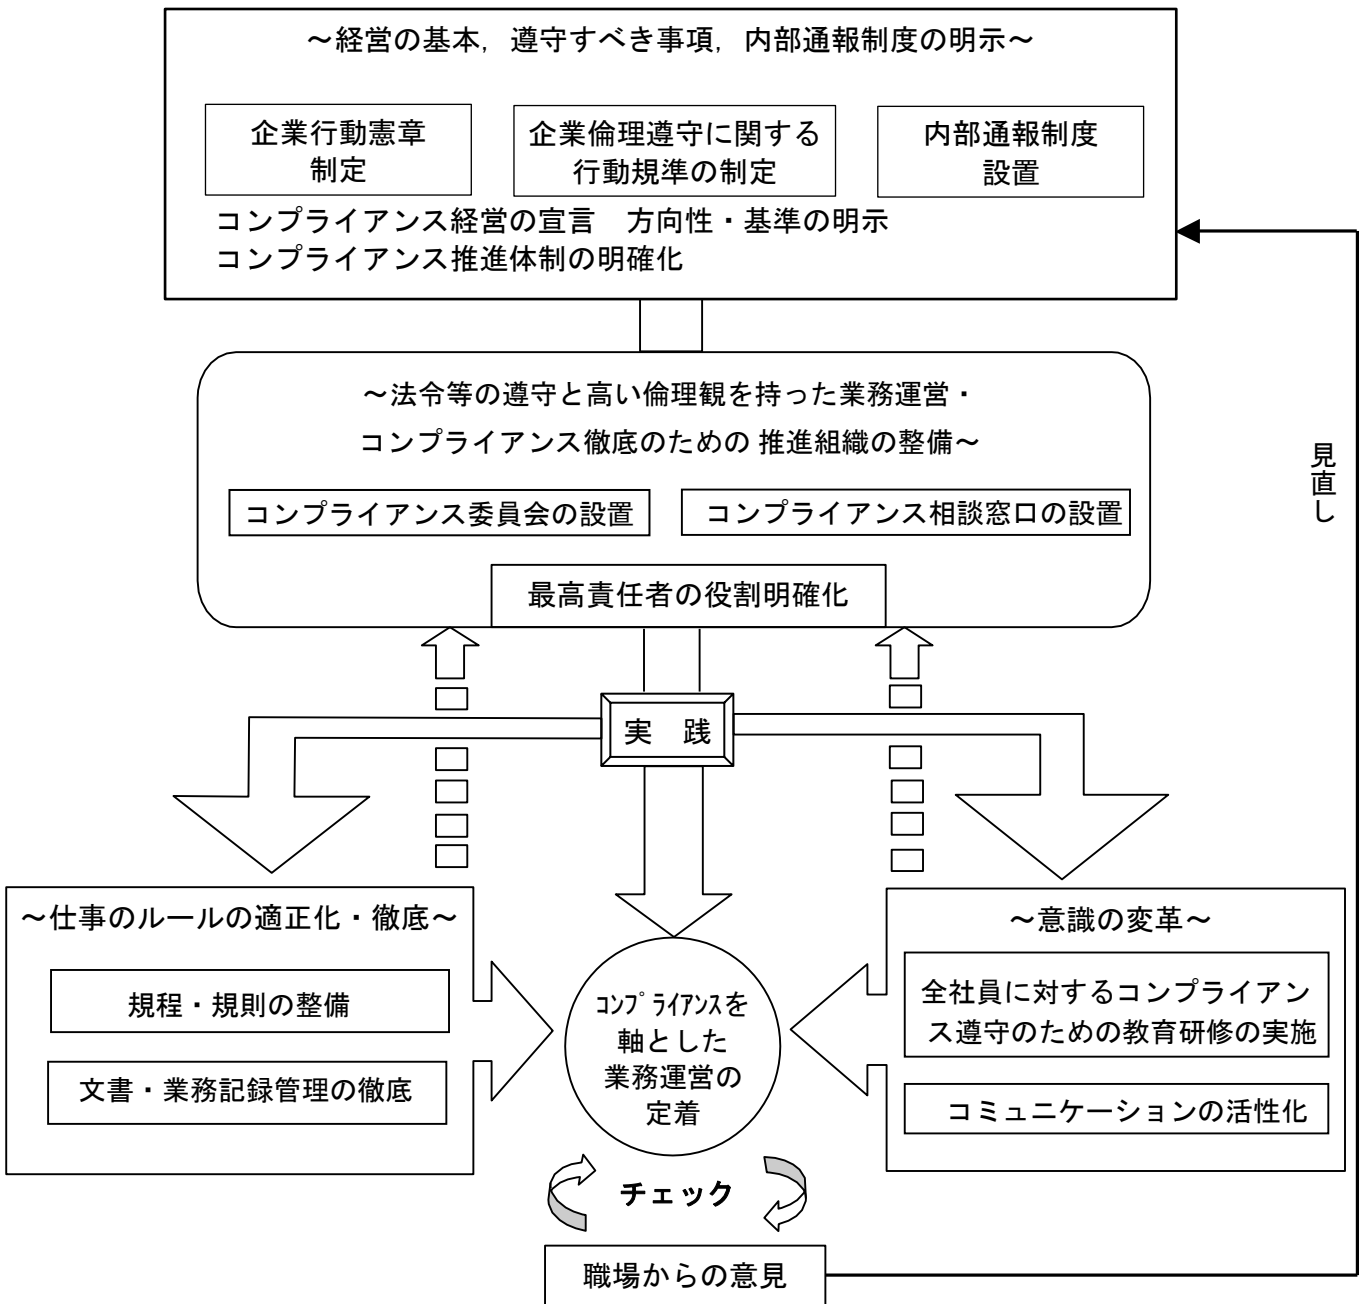 ～経営の基本，遵守すべき事項，内部通報制度の明示～
企業行動憲章
制定
企業倫理遵守に関する
行動規準の制定
内部通報制度
設置
コンプライアンス経営の宣言　方向性・基準の明示
コンプライアンス推進体制の明確化
～法令等の遵守と高い倫理観を持った業務運営・
コンプライアンス徹底のための 推進組織の整備～
コンプライアンス委員会の設置
コンプライアンス相談窓口の設置
最高責任者の役割明確化
見直し
実　践
～仕事のルールの適正化・徹底～
規程・規則の整備
文書・業務記録管理の徹底
ｺﾝﾌﾟﾗｲｱﾝｽを
軸とした
業務運営の
定着
～意識の変革～
全社員に対するコンプライアン
ス遵守のための教育研修の実施
コミュニケーションの活性化
チェック
職場からの意見